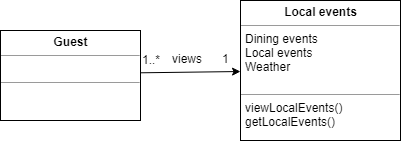 Guest
1..* views 1
Local events
Dining events
Local events
Weather
viewLocalEvents()
getLocalEvents()